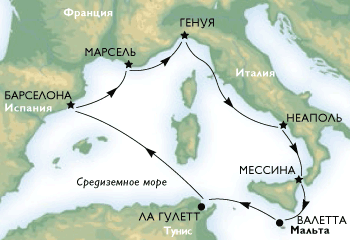 Франция
ГЕНУЯ
МАРСЕЛЬ
Италия
БАРСЕЛОНА
Испания
НЕАПОЛЬ
МЕССИНА
Средиземное море
ЛА ГУЛЕТТ
ВАЛЕТТА
Тунис
Мальта